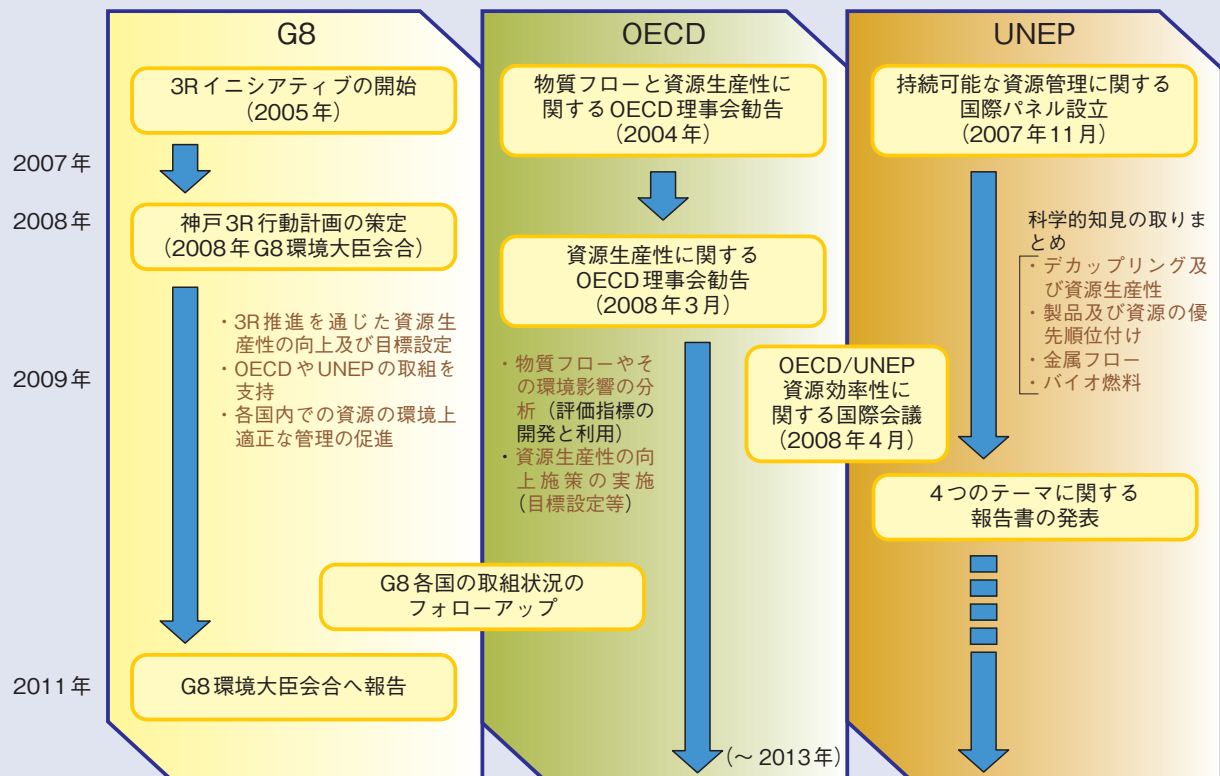 G8
3Rイニシアティブの開始
(2005年)
2007年
2008年
神戸3R行動計画の策定
(2008年G8環境大臣会合)
・3R推進を通じた資源生
産性の向上及び目標設定
・OECDやUNEPの取組を
支持
・各国内での資源の環境上
適正な管理の促進
2009年
G8各国の取組状況の
フォローアップ
2011年
G8環境大臣会合へ報告
OECD
物質フローと資源生産性に
関するOECD理事会勧告
(2004年)
資源生産性に関する
OECD理事会勧告
(2008年3月)
・物質フローやそ
の環境影響の分
析(評価指標の
開発と利用)
・資源生産性の向
上施策の実施
(目標設定等)
OECD/UNEP
資源効率性に
関する国際会議
(2008年4月)
(~2013年)
UNEP
持続可能な資源管理に関する
国際パネル設立
(2007年11月)
科学的知見の取りま
とめ
・デカップリング及
び資源生産性
・製品及び資源の優
先順位付け
・金属フロー
・バイオ燃料
4つのテーマに関する
報告書の発表